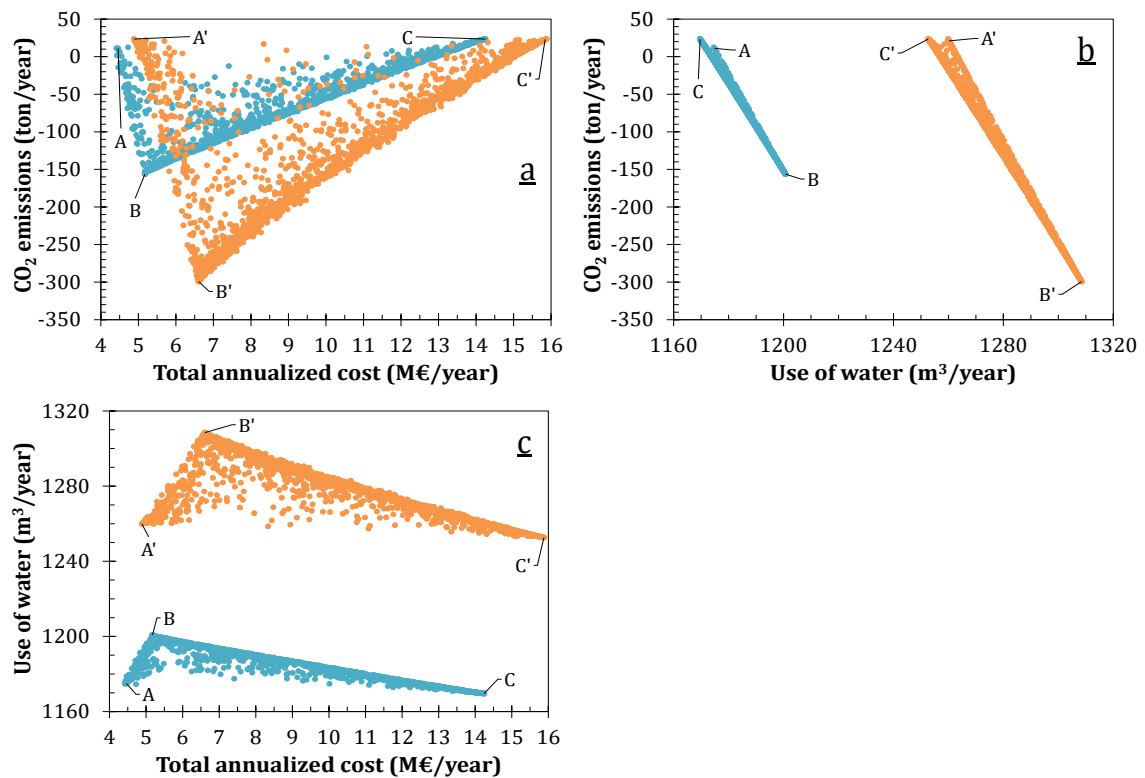 CO₂ emissions (ton/year)
50
0
-50
-100
-150
-200
-250
-300
-350
A'
C
C'
A
B
B'
a
4 5 6 7 8 9 10 11 12 13 14 15 16
Total annualized cost (M€/year)
CO₂ emissions (ton/year)
50
0
-50
-100
-150
-200
-250
-300
-350
C'
A'
A
C
B
B'
b
1160 1200 1240 1280 1320
Use of water (m³/year)
Use of water (m³/year)
1320
1280
1240
1200
1160
B'
A'
C'
B
A
C
c
4 5 6 7 8 9 10 11 12 13 14 15 16
Total annualized cost (M€/year)